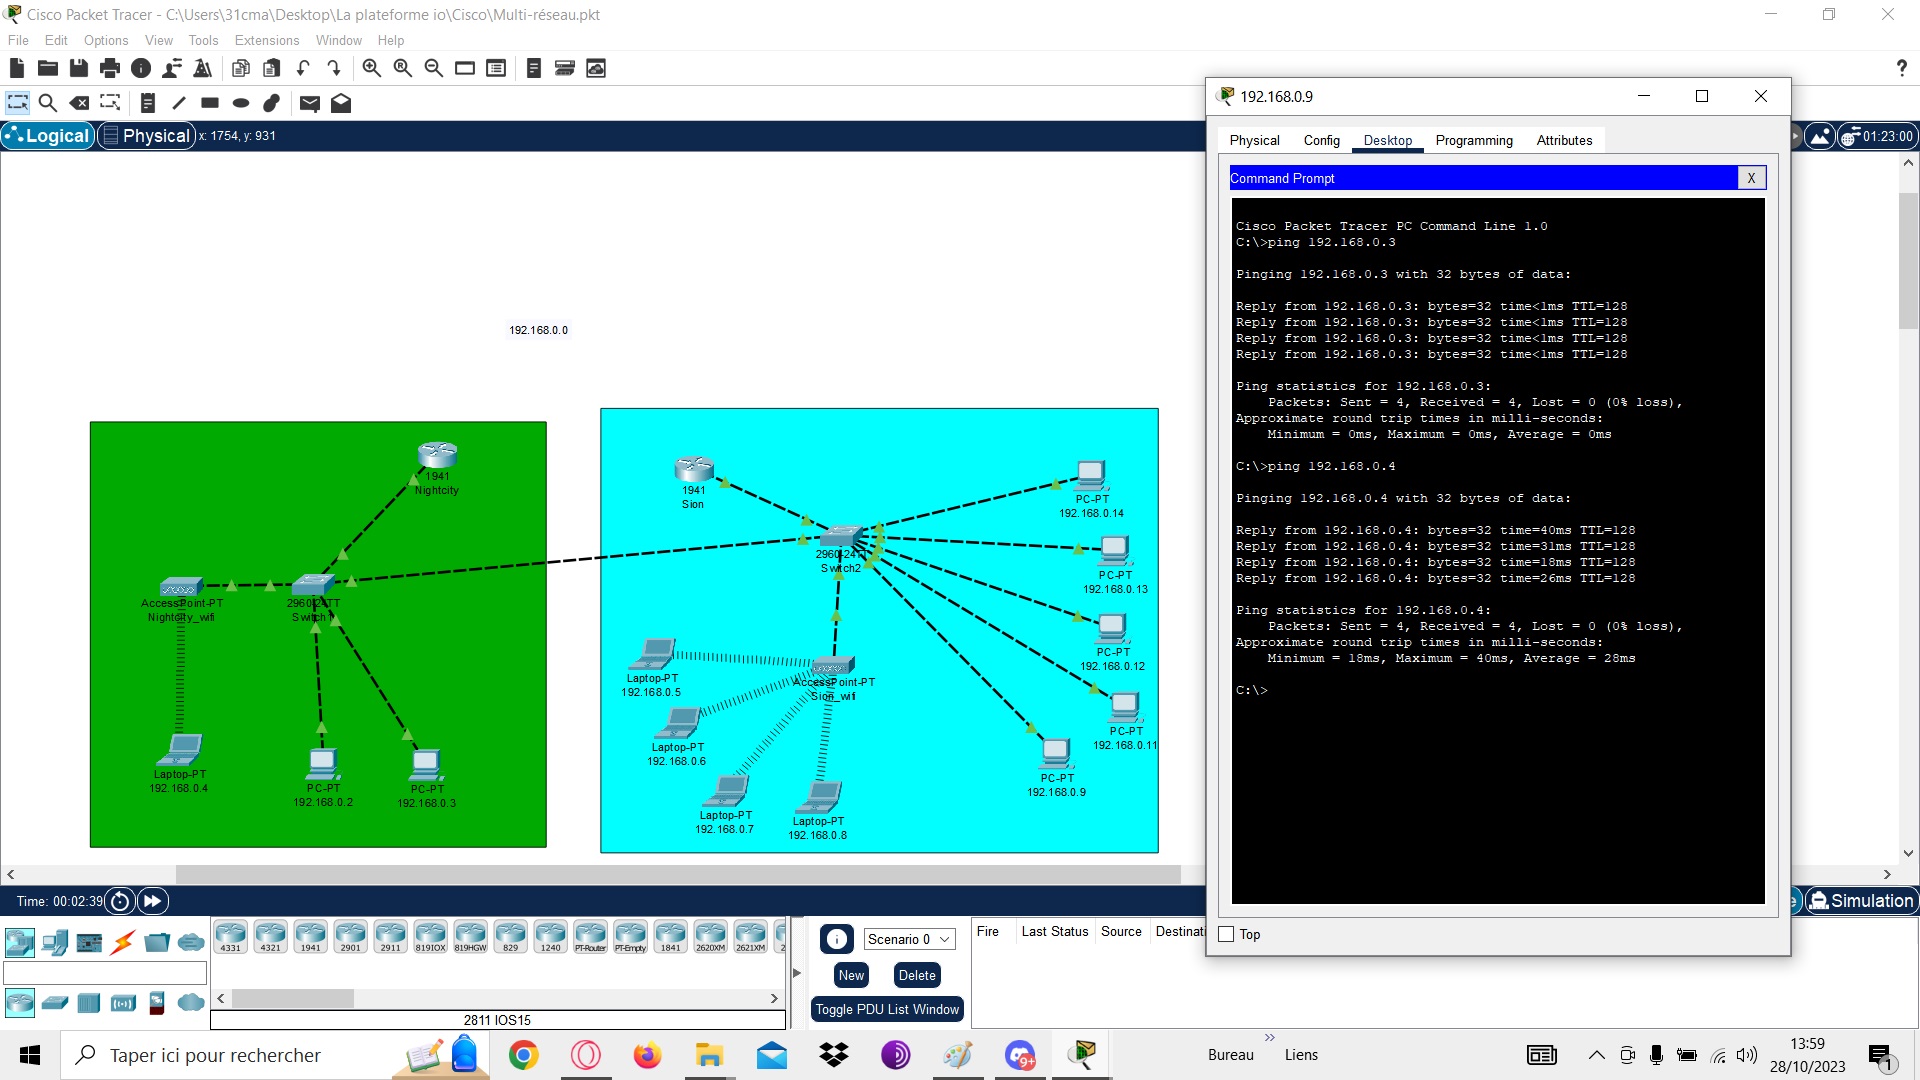 Cisco Packet Tracer - C:\Users\31cma\Desktop\La plateforme io\Cisco\Multi-réseau.pkt
File Edit Options View Tools Extensions Window Help
?
Logical Physical x: 1754, y: 931
01:23:00
192.168.0.0
1941
Nightcity
AccessPoint-PT
Nightcity_wifi
2960-24TT
Switch
Laptop-PT
192.168.0.4
PC-PT
192.168.0.2
PC-PT
192.168.0.3
1941
Sion
2960-24TT
Switch2
PC-PT
192.168.0.14
PC-PT
192.168.0.13
PC-PT
192.168.0.12
PC-PT
192.168.0.11
PC-PT
192.168.0.9
AccessPoint-PT
Sion_wifi
Laptop-PT
192.168.0.5
Laptop-PT
192.168.0.6
Laptop-PT
192.168.0.7
Laptop-PT
192.168.0.8
192.168.0.9
Physical Config Desktop Programming Attributes
Command Prompt
X
Cisco Packet Tracer PC Command Line 1.0
C:\>ping 192.168.0.3
Pinging 192.168.0.3 with 32 bytes of data:
Reply from 192.168.0.3: bytes=32 time<1ms TTL=128
Reply from 192.168.0.3: bytes=32 time<1ms TTL=128
Reply from 192.168.0.3: bytes=32 time<1ms TTL=128
Reply from 192.168.0.3: bytes=32 time<1ms TTL=128
Ping statistics for 192.168.0.3:
Packets: Sent = 4, Received = 4, Lost = 0 (0% loss),
Approximate round trip times in milli-seconds:
Minimum = 0ms, Maximum = 0ms, Average = 0ms
C:\>ping 192.168.0.4
Pinging 192.168.0.4 with 32 bytes of data:
Reply from 192.168.0.4: bytes=32 time=40ms TTL=128
Reply from 192.168.0.4: bytes=32 time=31ms TTL=128
Reply from 192.168.0.4: bytes=32 time=18ms TTL=128
Reply from 192.168.0.4: bytes=32 time=26ms TTL=128
Ping statistics for 192.168.0.4:
Packets: Sent = 4, Received = 4, Lost = 0 (0% loss),
Approximate round trip times in milli-seconds:
Minimum = 18ms, Maximum = 40ms, Average = 28ms
C:\>
Top
Time: 00:02:39
e Simulation
4331 4321 1941 2901 2911 819IOX 819HGW 829 1240 PT-Router PT-Empty 1841 2620XM 2621XM 2
2811 IOS15
Scenario 0
New Delete
Toggle PDU List Window
Fire Last Status Source Destinati
Taper ici pour rechercher
9+
Bureau
Liens
13:59
28/10/2023
1